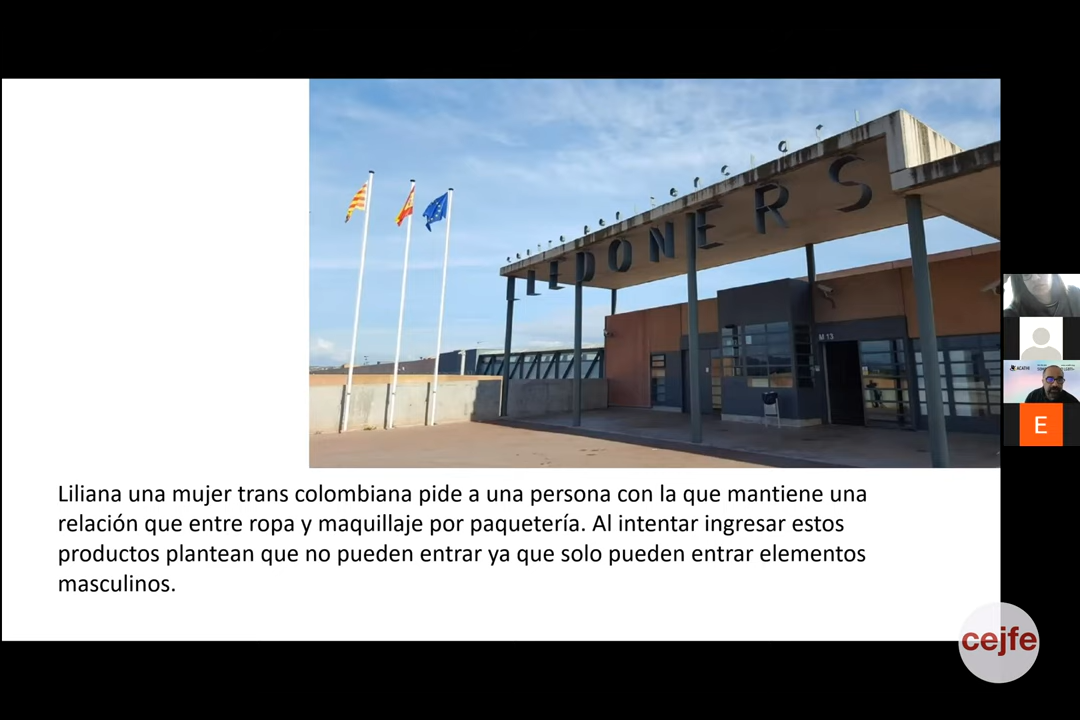 LLEDONERS
M 13
Liliana una mujer trans colombiana pide a una persona con la que mantiene una
relación que entre ropa y maquillaje por paquetería. Al intentar ingresar estos
productos plantean que no pueden entrar ya que solo pueden entrar elementos
masculinos.
E
cejfe